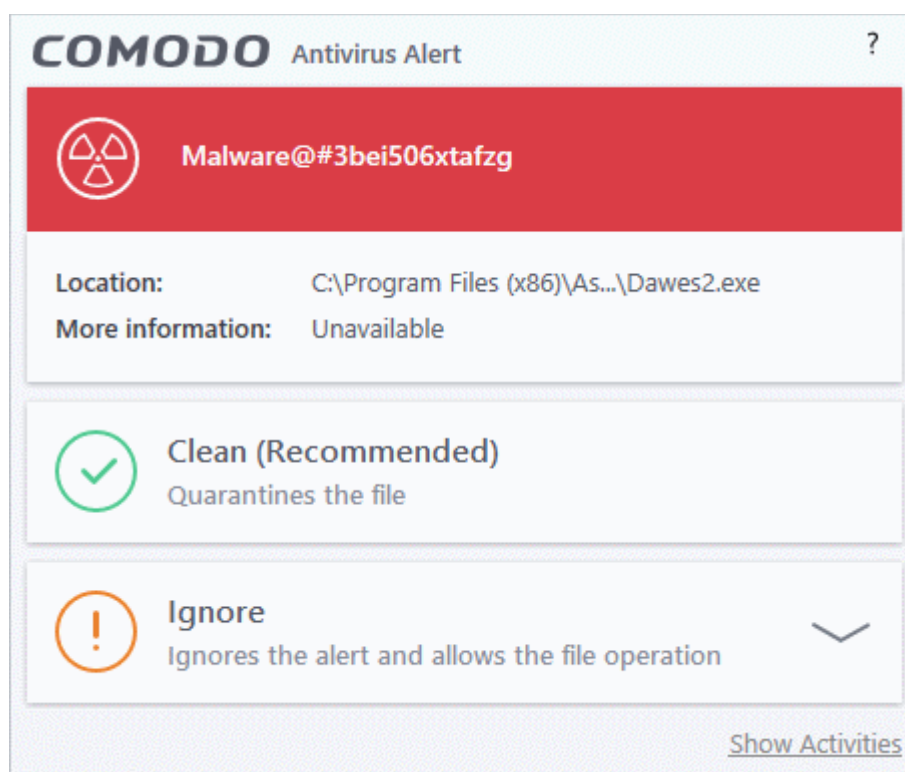 COMODO Antivirus Alert ?
Malware@#3bei506xtafzg
Location: C:\Program Files (x86)\As...\Dawes2.exe
More information: Unavailable
Clean (Recommended)
Quarantines the file
Ignore
Ignores the alert and allows the file operation
Show Activities